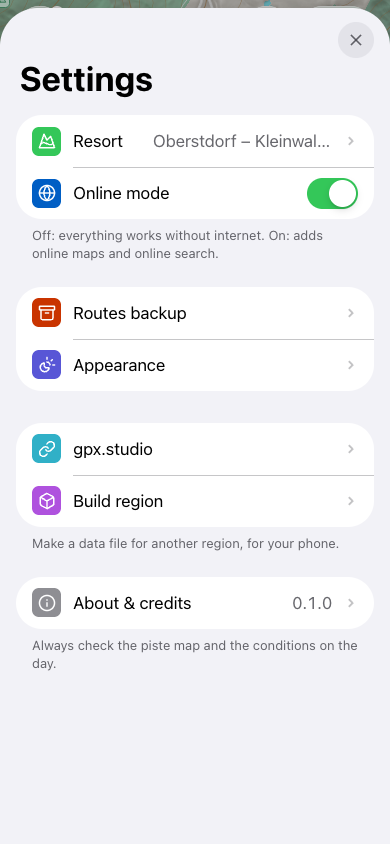 Settings
Resort Oberstdorf – Kleinwal...
Online mode
Off: everything works without internet. On: adds
online maps and online search.
Routes backup
Appearance
gpx.studio
Build region
Make a data file for another region, for your phone.
About & credits 0.1.0
Always check the piste map and the conditions on the
day.